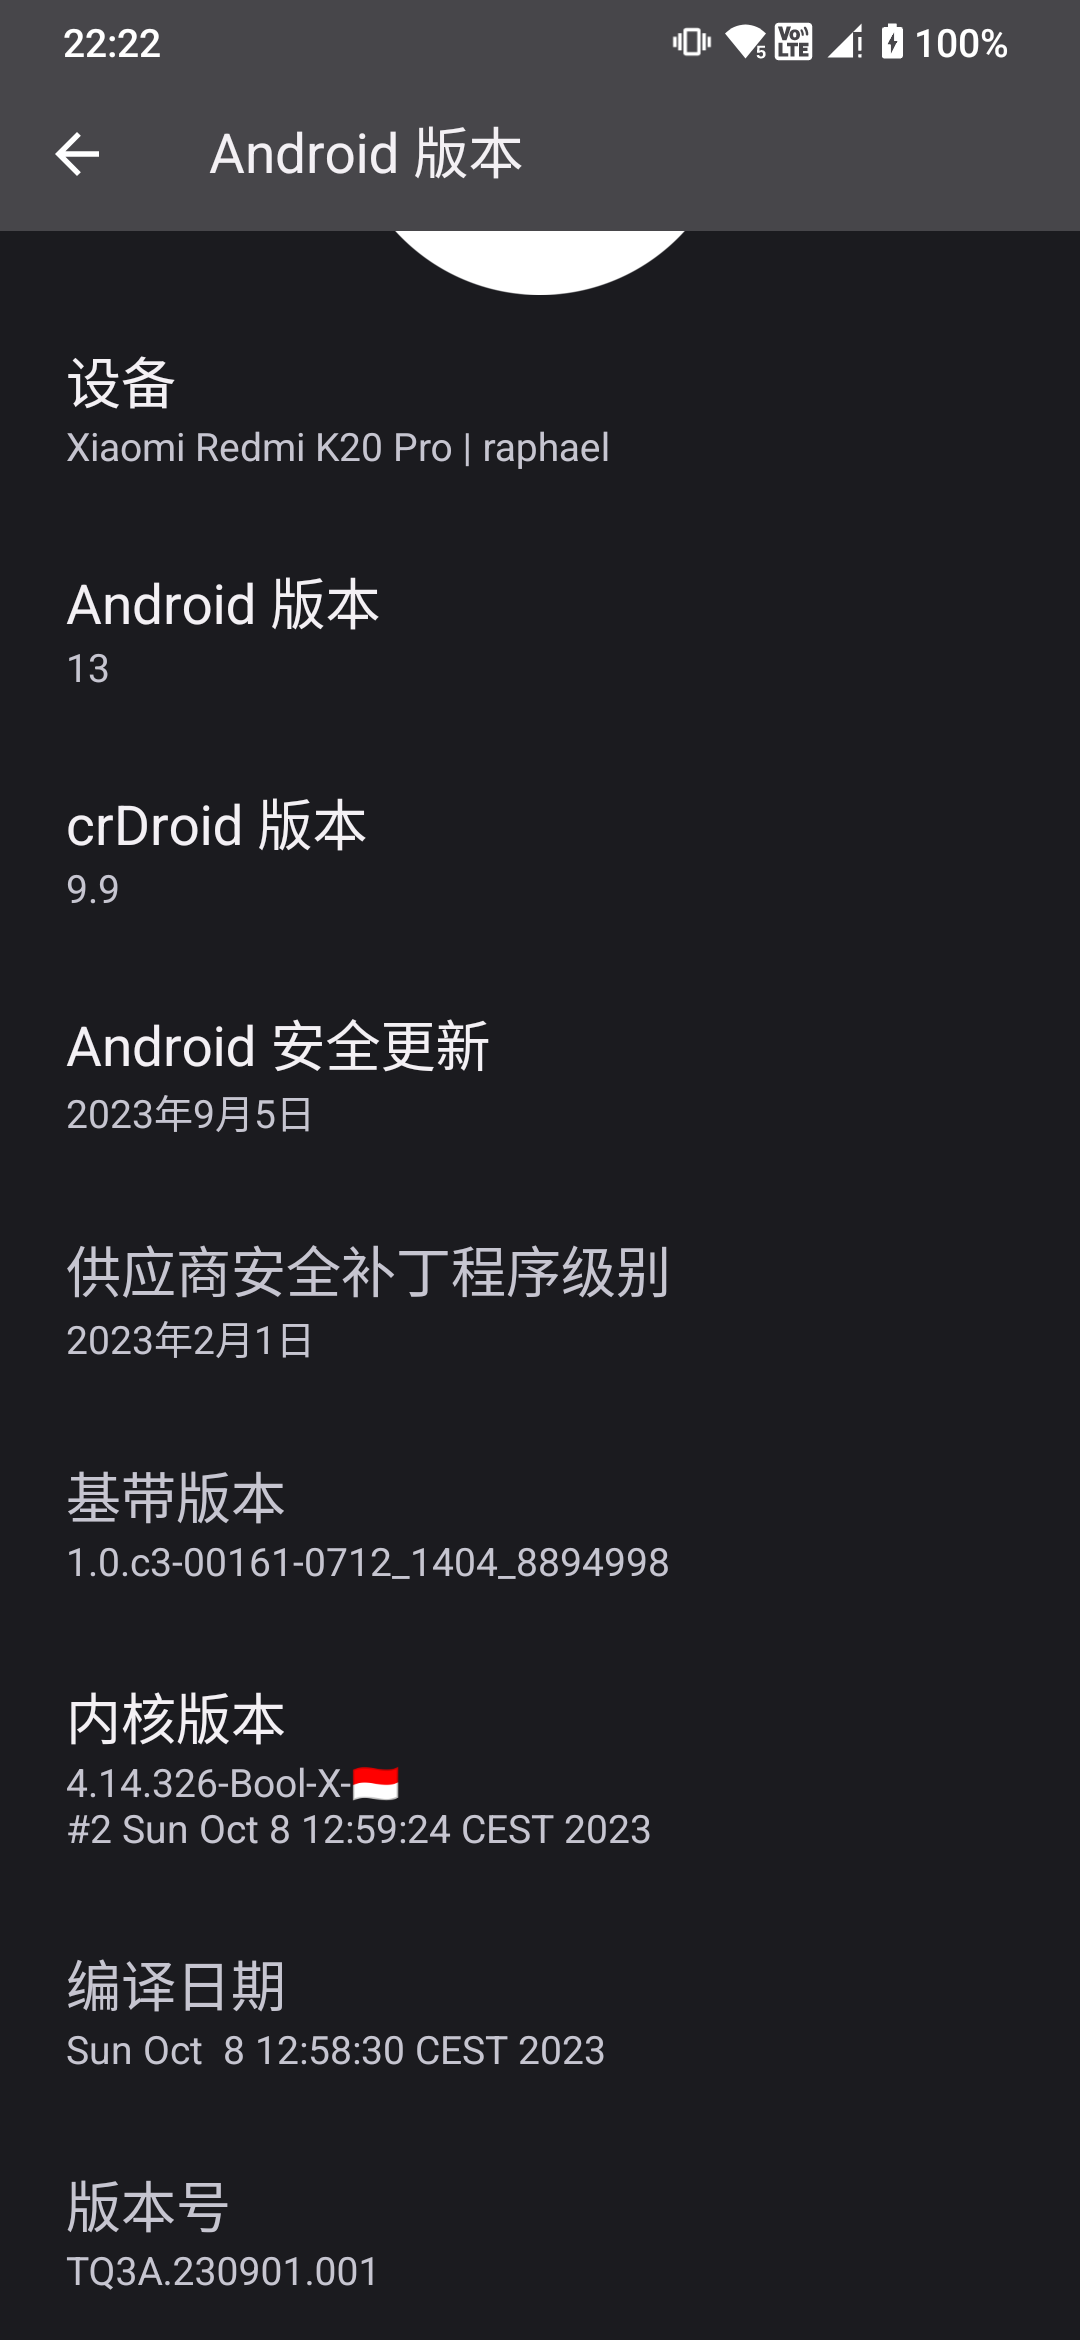 22:22
5
Vo))
LTE
100%
Android 版本
设备
Xiaomi Redmi K20 Pro | raphael
Android 版本
13
crDroid 版本
9.9
Android 安全更新
2023年9月5日
供应商安全补丁程序级别
2023年2月1日
基带版本
1.0.c3-00161-0712_1404_8894998
内核版本
4.14.326-Bool-X-🇮🇩
#2 Sun Oct 8 12:59:24 CEST 2023
编译日期
Sun Oct  8 12:58:30 CEST 2023
版本号
TQ3A.230901.001